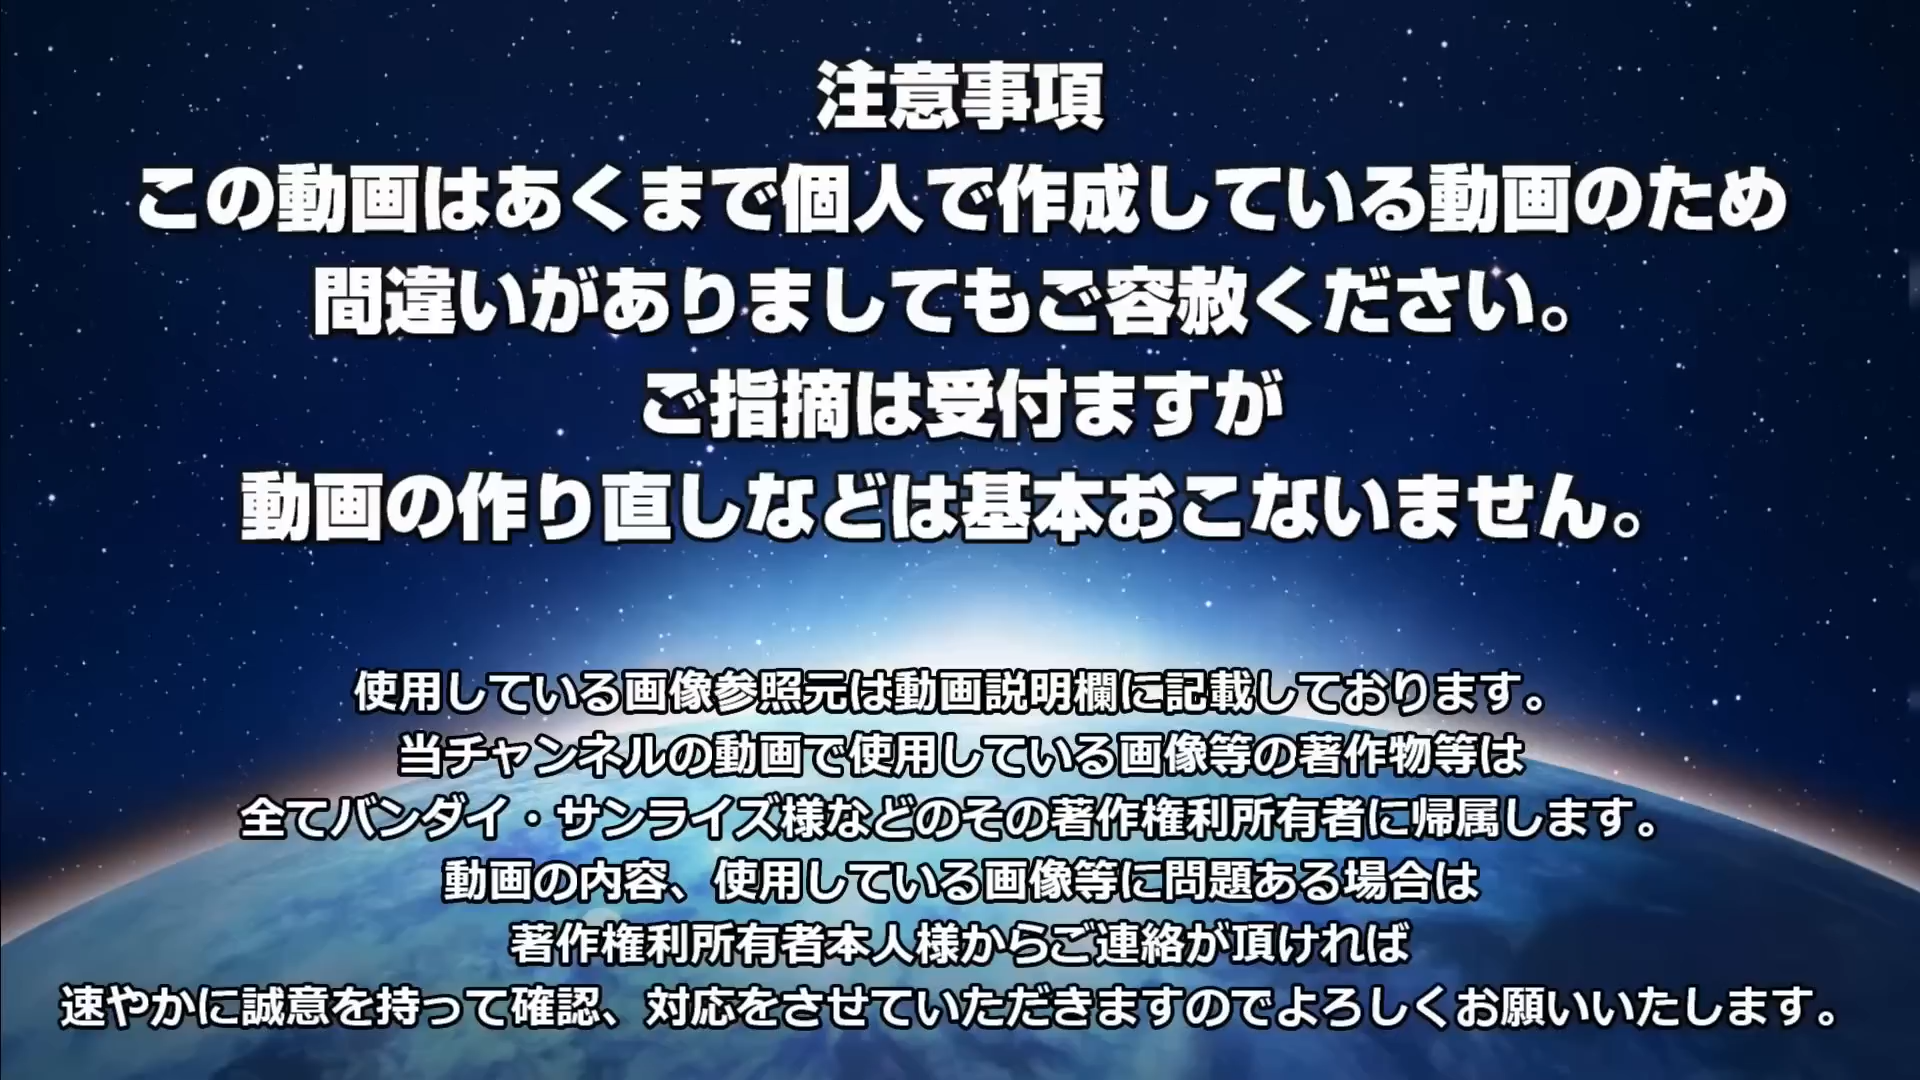 注意事項
この動画はあくまで個人で作成している動画のため
間違いがありましてもご容赦ください。
ご指摘は受付ますが
動画の作り直しなどは基本おこないません。
使用している画像参照元は動画説明欄に記載しております。
当チャンネルの動画で使用している画像等の著作物等は
全てバンダイ・サンライズ様などのその著作権利所有者に帰属します。
動画の内容、使用している画像等に問題ある場合は
著作権利所有者本人様からご連絡が頂ければ
速やかに誠意を持って確認、対応をさせていただきますのでよろしくお願いいたします。